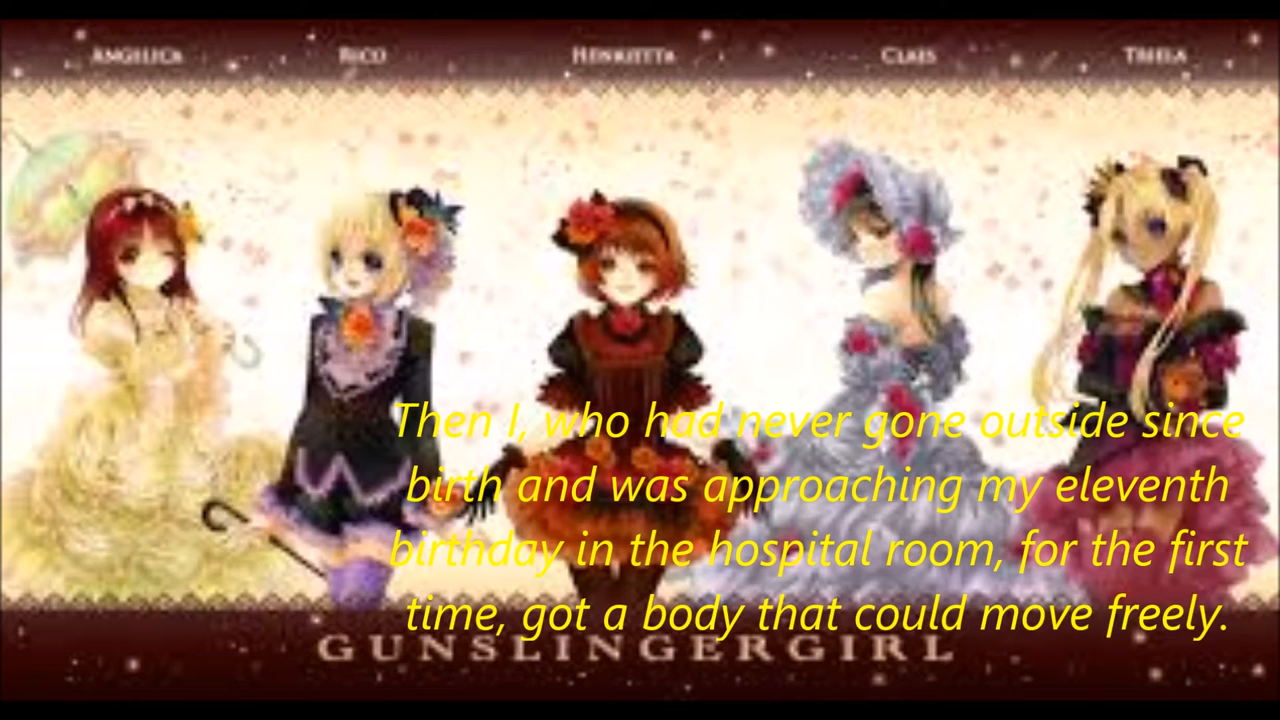 ANGELICA RICO HENRIETTA CLAES TRIELA
Then I, who had never gone outside since
birth and was approaching my eleventh
birthday in the hospital room, for the first
time, got a body that could move freely.
GUNSLINGERGIRL